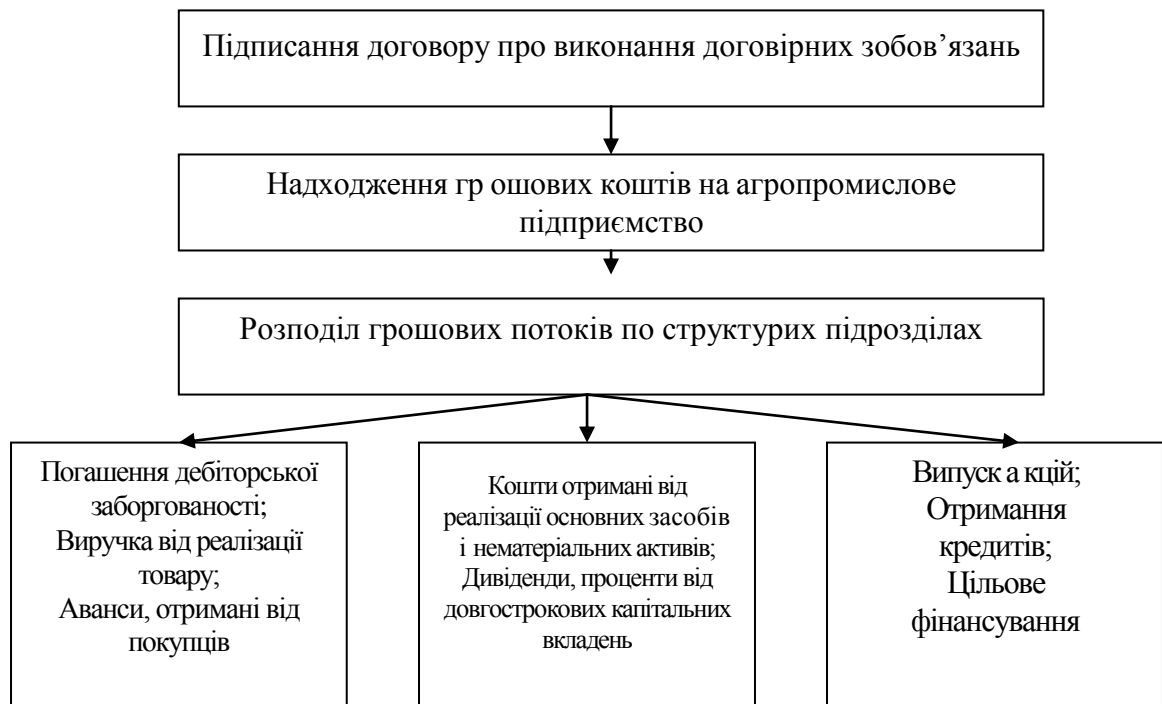 Підписання договору про виконання договірних зобов’язань
Надходження гр ошових коштів на агропромислове
підприємство
Розподіл грошових потоків по структурих підрозділах
Погашення дебіторської
заборгованості;
Виручка від реалізації
товару;
Аванси, отримані від
покупців
Кошти отримані від
реалізації основних засобів
і нематеріальних активів;
Дивіденди, проценти від
довгострокових капітальних
вкладень
Випуск а кцій;
Отримання
кредитів;
Цільове
фінансування